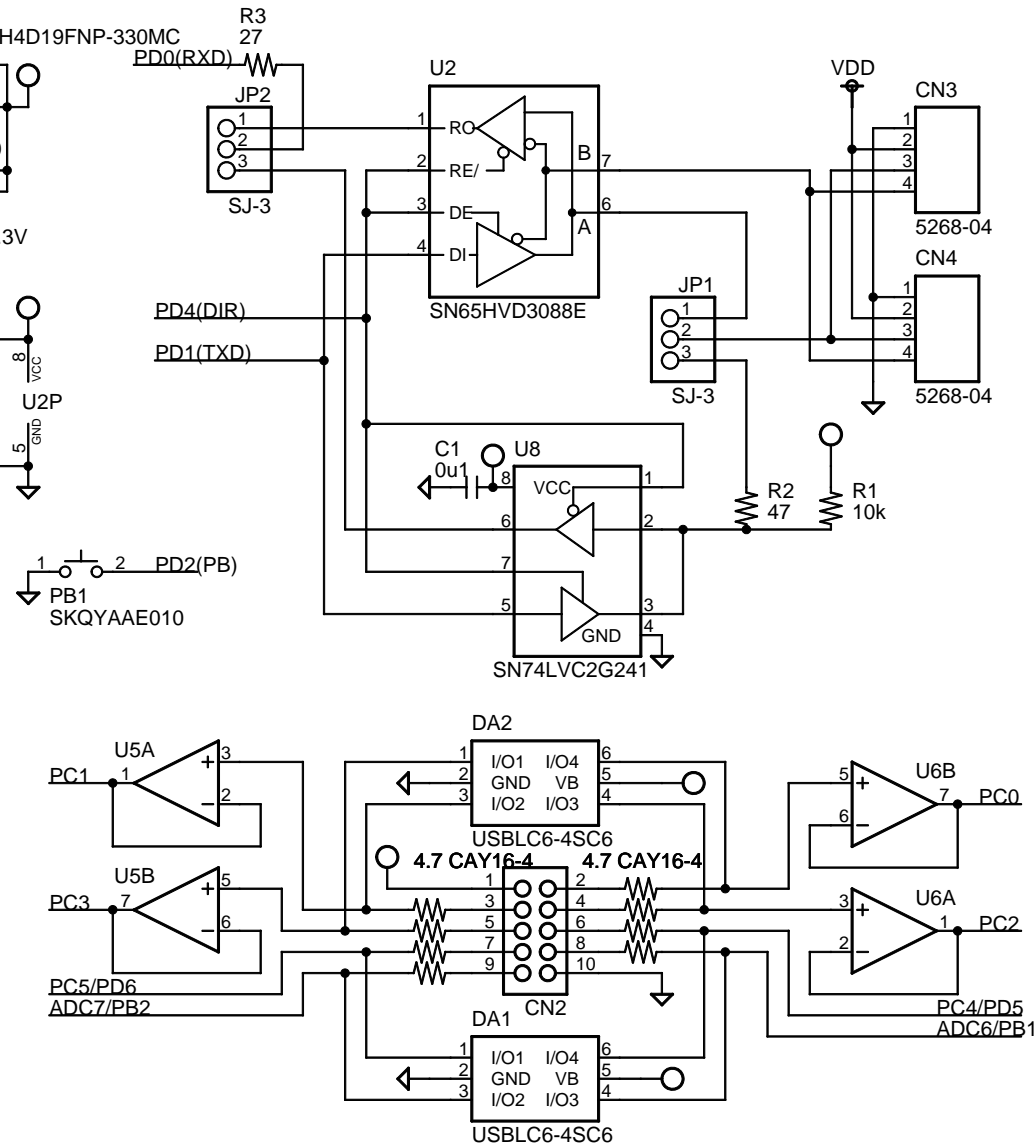 R3
H4D19FNP-330MC
27
PD0(RXD)
JP2
1
2
3
SJ-3
U2
1 RO
2 RE/
3 DE
4 DI
B 7
6
A
SN65HVD3088E
VDD
CN3
1
2
3
4
5268-04
CN4
1
2
3
4
5268-04
.3V
PD4(DIR)
PD1(TXD)
JP1
1
2
3
SJ-3
8
VCC
U2P
GND
5
C1
0u1
U8
8 VCC 1
6 2
7
5 3
GND 4
SN74LVC2G241
R2
47
R1
10k
1 2 PD2(PB)
PB1
SKQYAAE010
DA2
1 I/O1 I/O4 6
2 GND VB 5
3 I/O2 I/O3 4
USBLC6-4SC6
U5A
PC1 1 + 3
- 2
U5B
PC3 7 + 5
- 6
U6B
5 + 7 PC0
6 -
U6A
3 + 1 PC2
2 -
4.7 CAY16-4 4.7 CAY16-4
1 2
3 4
5 6
7 8
9 10
CN2
PC5/PD6
ADC7/PB2
PC4/PD5
ADC6/PB1
DA1
1 I/O1 I/O4 6
2 GND VB 5
3 I/O2 I/O3 4
USBLC6-4SC6